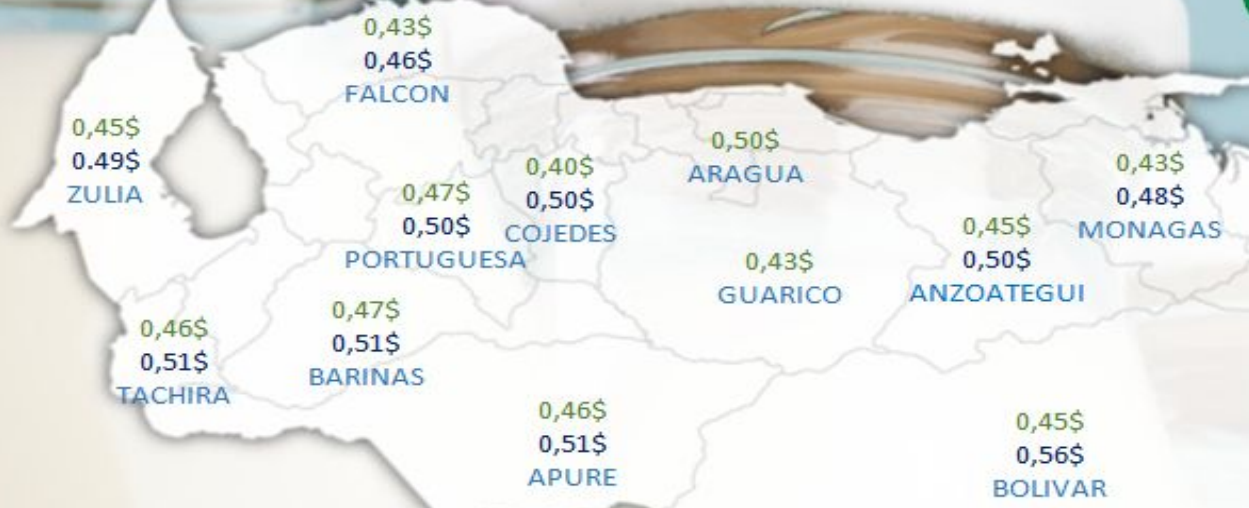 0,43$
0,46$
FALCON
0,45$
0.49$
ZULIA
0,50$
ARAGUA
0,40$
0,50$
COJEDES
0,43$
0,48$
MONAGAS
0,47$
0,50$
PORTUGUESA
0,45$
0,50$
ANZOATEGUI
0,43$
GUARICO
0,46$
0,51$
TACHIRA
0,47$
0,51$
BARINAS
0,46$
0,51$
APURE
0,45$
0,56$
BOLIVAR